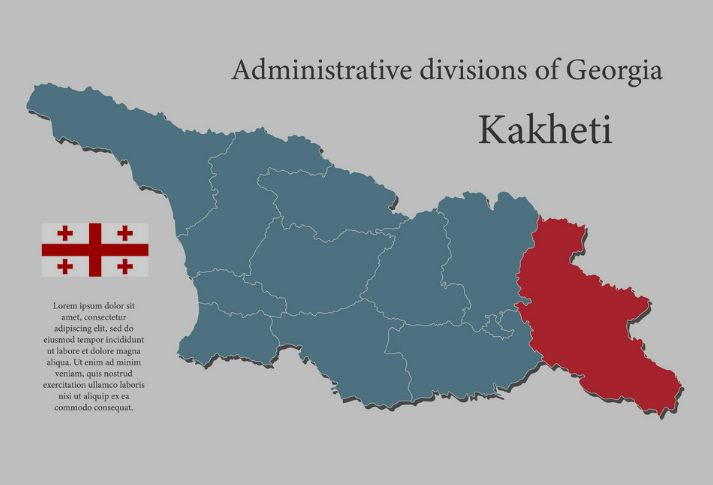 Administrative divisions of Georgia
Kakheti
Lorem ipsum dolor sit
amet, consectetur
adipiscing elit, sed do
eiusmod tempor incididunt
ut labore et dolore magna
aliqua. Ut enim ad minim
veniam, quis nostrud
exercitation ullamco laboris
nisi ut aliquip ex ea
commodo consequat.